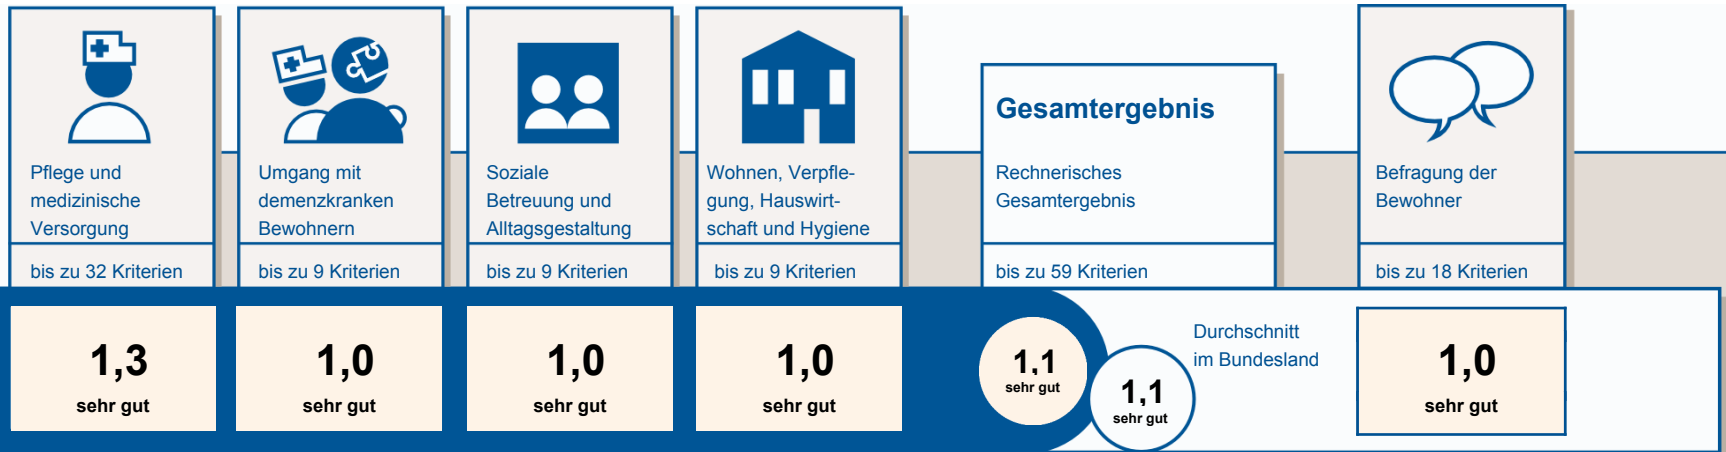 Pflege und
medizinische
Versorgung
bis zu 32 Kriterien
1,3
sehr gut
Umgang mit
demenzkranken
Bewohnern
bis zu 9 Kriterien
1,0
sehr gut
Soziale
Betreuung und
Alltagsgestaltung
bis zu 9 Kriterien
1,0
sehr gut
Wohnen, Verpfle-
gung, Hauswirt-
schaft und Hygiene
bis zu 9 Kriterien
1,0
sehr gut
Gesamtergebnis
Rechnerisches
Gesamtergebnis
bis zu 59 Kriterien
1,1
sehr gut
Durchschnitt
im Bundesland
1,1
sehr gut
Befragung der
Bewohner
bis zu 18 Kriterien
1,0
sehr gut